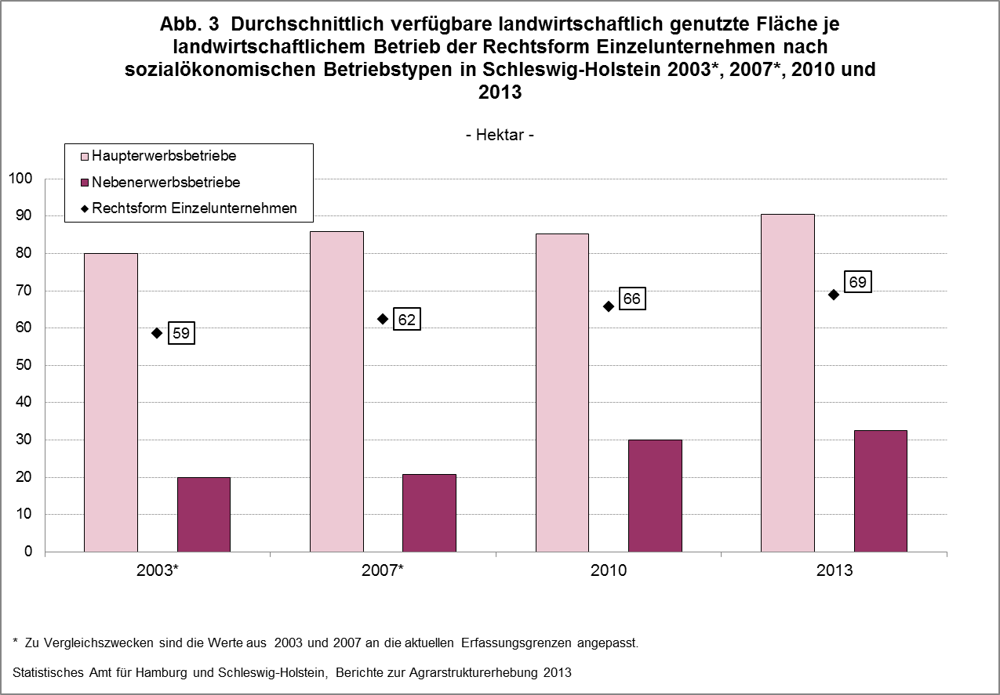 Abb. 3  Durchschnittlich verfügbare landwirtschaftlich genutzte Fläche je
landwirtschaftlichem Betrieb der Rechtsform Einzelunternehmen nach
sozialökonomischen Betriebstypen in Schleswig-Holstein 2003*, 2007*, 2010 und
2013
- Hektar -
Haupterwerbsbetriebe
Nebenerwerbsbetriebe
Rechtsform Einzelunternehmen
100
90
80
70
60
50
40
30
20
10
0
59
62
66
69
2003*
2007*
2010
2013
* Zu Vergleichszwecken sind die Werte aus 2003 und 2007 an die aktuellen Erfassungsgrenzen angepasst.
Statistisches Amt für Hamburg und Schleswig-Holstein, Berichte zur Agrarstrukturerhebung 2013